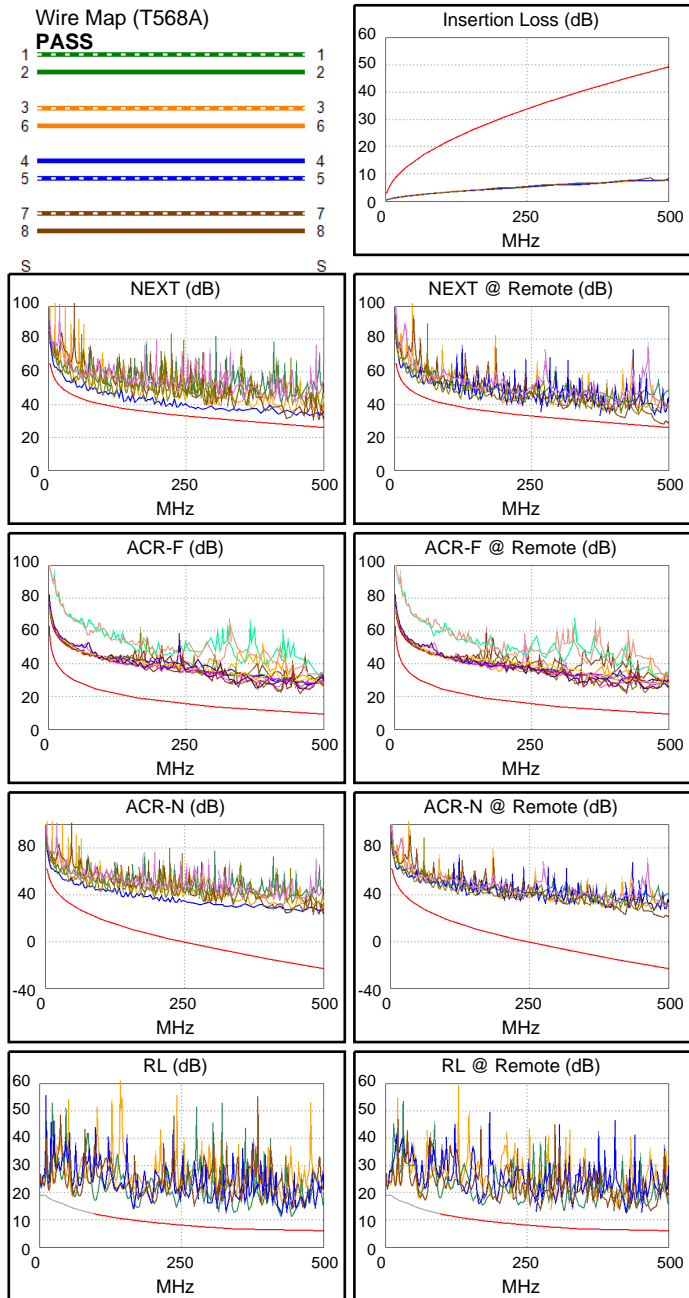 Wire Map (T568A)
PASS
1 1
2 2
3 3
6 6
4 4
5 5
7 7
8 8
S S
Insertion Loss (dB)
60
50
40
30
20
10
0
0 250 500
MHz
NEXT (dB)
100
80
60
40
20
0
0 250 500
MHz
NEXT @ Remote (dB)
100
80
60
40
20
0
0 250 500
MHz
ACR-F (dB)
100
80
60
40
20
0
0 250 500
MHz
ACR-F @ Remote (dB)
100
80
60
40
20
0
0 250 500
MHz
ACR-N (dB)
80
40
0
-40
0 250 500
MHz
ACR-N @ Remote (dB)
80
40
0
-40
0 250 500
MHz
RL (dB)
60
50
40
30
20
10
0
0 250 500
MHz
RL @ Remote (dB)
60
50
40
30
20
10
0
0 250 500
MHz